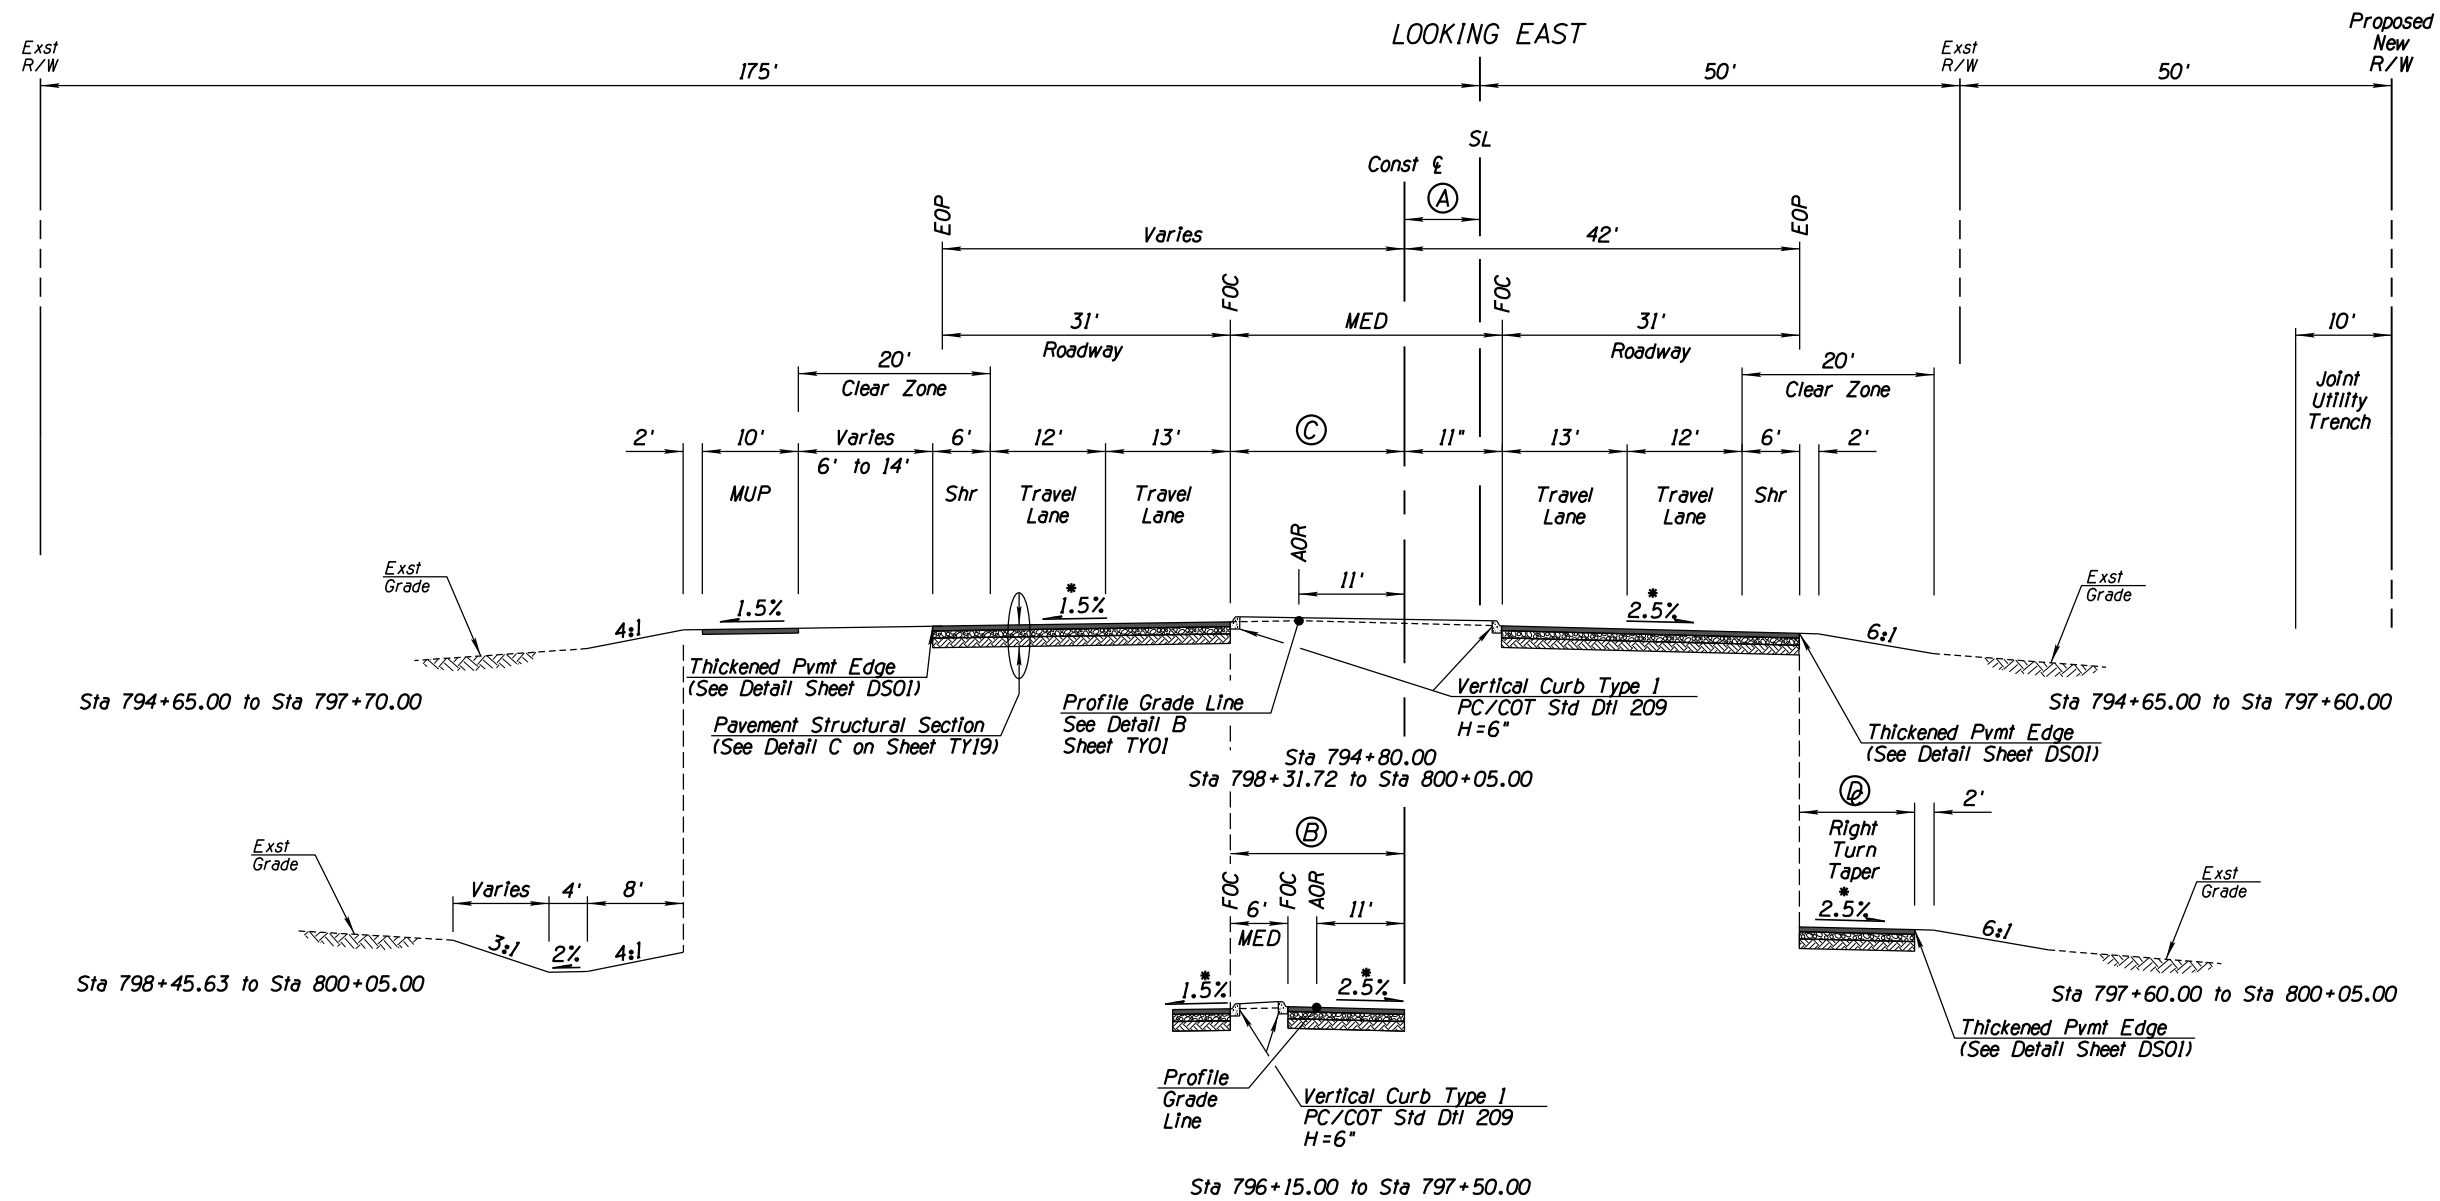 LOOKING EAST
Exst
R/W
175'
50'
Exst
R/W
50'
Proposed
New
R/W
SL
Const ℄
A
EOP
Varies
42'
EOP
FOC
FOC
31'
Roadway
MED
31'
Roadway
20'
Clear Zone
20'
Clear Zone
10'
Joint
Utility
Trench
2'
10'
Varies
6' to 14'
6'
12'
13'
C
11"
13'
12'
6'
2'
MUP
Shr
Travel
Lane
Travel
Lane
Travel
Lane
Travel
Lane
Shr
AOR
11'
Exst
Grade
4:1
1.5%
*
1.5%
*
2.5%
6:1
Exst
Grade
Sta 794+65.00 to Sta 797+70.00
Thickened Pvmt Edge
(See Detail Sheet DS01)
Pavement Structural Section
(See Detail C on Sheet TY19)
Profile Grade Line
See Detail B
Sheet TY01
Vertical Curb Type 1
PC/COT Std Dtl 209
H=6"
Sta 794+65.00 to Sta 797+60.00
Thickened Pvmt Edge
(See Detail Sheet DS01)
Sta 794+80.00
Sta 798+31.72 to Sta 800+05.00
D
2'
Right
Turn
Taper
*
2.5%
6:1
Exst
Grade
B
FOC
FOC
AOR
6'
MED
11'
Exst
Grade
Varies
4'
8'
3:1
2%
4:1
Sta 798+45.63 to Sta 800+05.00
*
1.5%
*
2.5%
Sta 797+60.00 to Sta 800+05.00
Thickened Pvmt Edge
(See Detail Sheet DS01)
Profile
Grade
Line
Vertical Curb Type 1
PC/COT Std Dtl 209
H=6"
Sta 796+15.00 to Sta 797+50.00